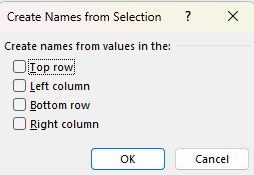 Create Names from Selection ? ×
Create names from values in the:
Top row
Left column
Bottom row
Right column
OK Cancel